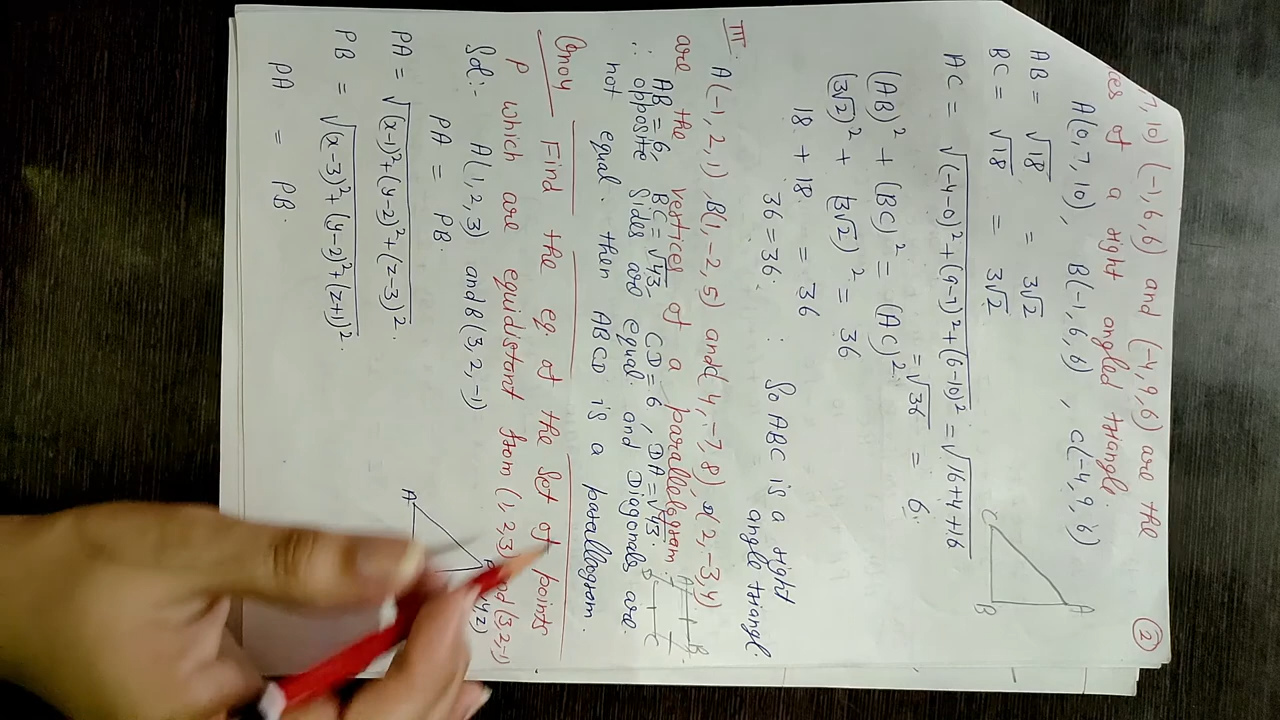 7, 10) (-1, 6, 6) and (-4, 9, 6) are the
ces of a right angled triangle
②
A(0, 7, 10), B(-1, 6, 6), C(-4, 9, 6)
AB = √18 = 3√2
BC = √18 = 3√2
AC = √(-4-0)²+(9-7)²+(6-10)² = √16+4+16
= √36 = 6
(AB)² + (BC)² = (AC)²
(3√2)² + (3√2)² = 36
18 + 18 = 36
36 = 36.
So ABC is a right
angle triangl.
A
B
C
III. A(-1, 2, 1), B(1, -2, 5) and(4, -7, 8) d(2, -3, 4)
are the vertices of a parallelogram
AB=6, BC=√43 CD=6, DA=√43.
∴ opposite sides are equal and Diagonals are
not equal. then ABCD is a parallelogram.
A B
D C
Find the eq. of the set of points
P which are equidistant from (1, 2, 3) and (3, 2, -1)
Sol:- A(1, 2, 3) and B(3, 2, -1)
PA = PB
PA = √(x-1)²+(y-2)²+(z-3)².
PB = √(x-3)²+(y-2)²+(z+1)².
PA = PB.
A